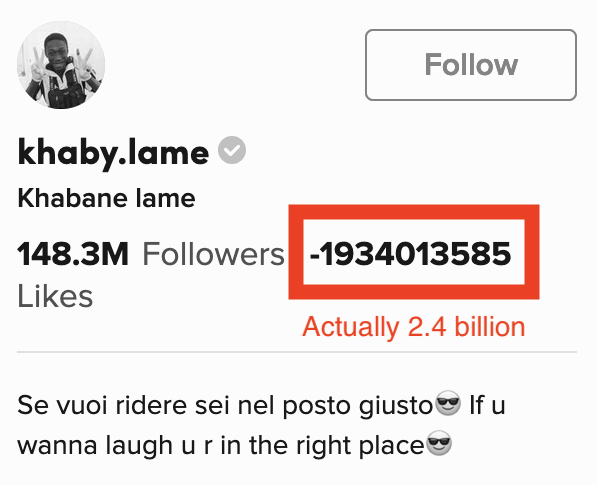 Follow
khaby.lame
Khabane lame
148.3M Followers -1934013585
Likes
Actually 2.4 billion
Se vuoi ridere sei nel posto giusto😎 If u
wanna laugh u r in the right place😎